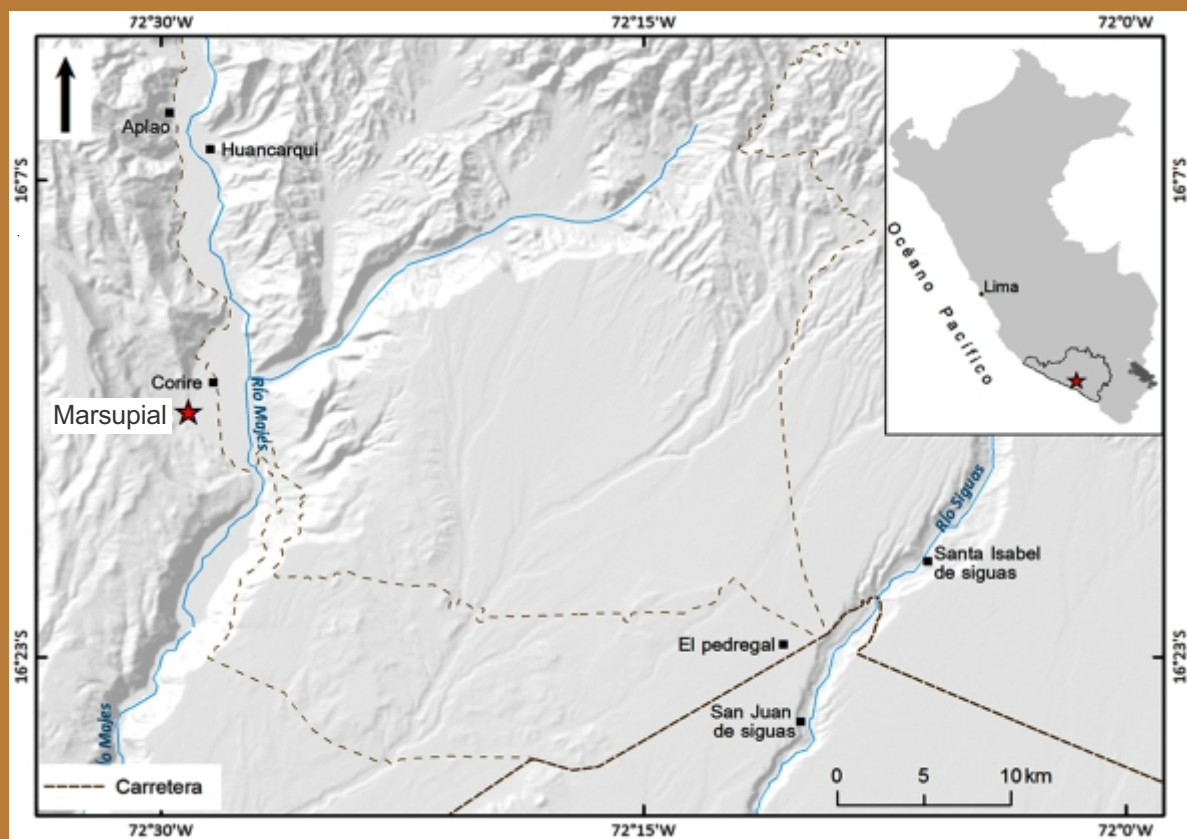 72°30'W
72°15'W
72°0'W
Aplao
Huancarqui
16°7'S
16°7'S
Océano Pacífico
Lima
Corire
Marsupial
Río Majes
Río Siguas
Santa Isabel
de siguas
El pedregal
16°23'S
16°23'S
San Juan
de siguas
ío Majes
0 5 10 km
Carretera
72°30'W
72°15'W
72°0'W